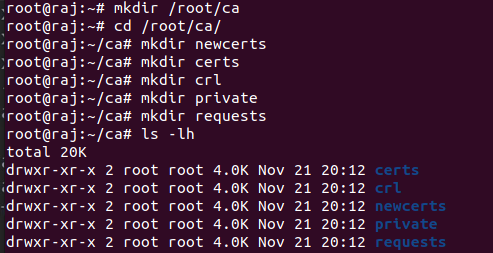 root@raj:~# mkdir /root/ca
root@raj:~# cd /root/ca/
root@raj:~/ca# mkdir newcerts
root@raj:~/ca# mkdir certs
root@raj:~/ca# mkdir crl
root@raj:~/ca# mkdir private
root@raj:~/ca# mkdir requests
root@raj:~/ca# ls -lh
total 20K
drwxr-xr-x 2 root root 4.0K Nov 21 20:12 certs
drwxr-xr-x 2 root root 4.0K Nov 21 20:12 crl
drwxr-xr-x 2 root root 4.0K Nov 21 20:12 newcerts
drwxr-xr-x 2 root root 4.0K Nov 21 20:12 private
drwxr-xr-x 2 root root 4.0K Nov 21 20:12 requests